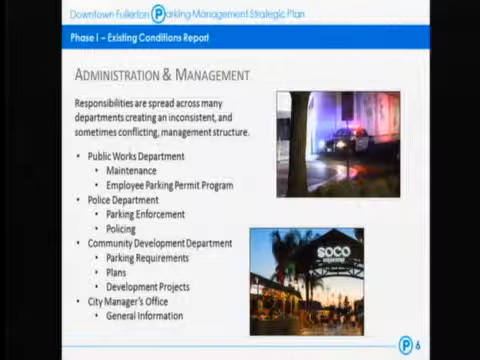 Downtown Fullerton Parking Management Strategic Plan
Phase I – Existing Conditions Report
ADMINISTRATION & MANAGEMENT
Responsibilities are spread across many
departments creating an inconsistent, and
sometimes conflicting, management structure.
• Public Works Department
• Maintenance
• Employee Parking Permit Program
• Police Department
• Parking Enforcement
• Policing
• Community Development Department
• Parking Requirements
• Plans
• Development Projects
• City Manager's Office
• General Information
SOCO
P 6